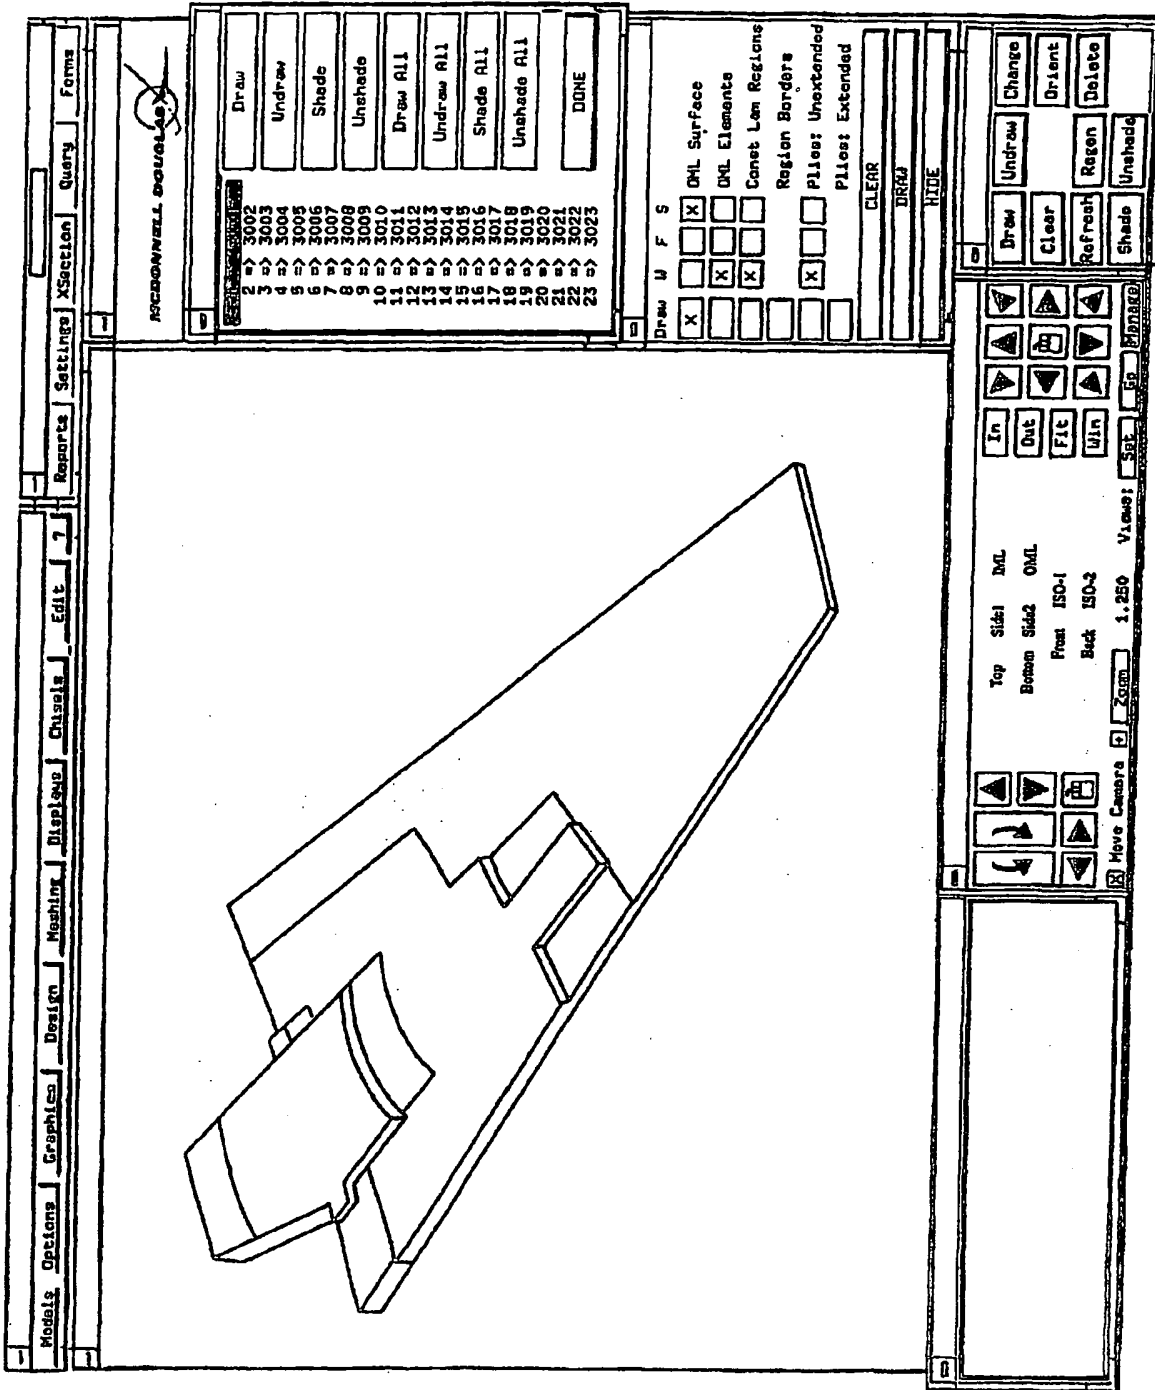 Models Options Graphics Design Meshing Displays Chisels Edit ?
Reports Settings XSection Query Forms
MCDONNELL DOUGLAS
2 => 3002
3 => 3003
4 => 3004
5 => 3005
6 => 3006
7 => 3007
8 => 3008
9 => 3009
10 => 3010
11 => 3011
12 => 3012
13 => 3013
14 => 3014
15 => 3015
16 => 3016
17 => 3017
18 => 3018
19 => 3019
20 => 3020
21 => 3021
22 => 3022
23 => 3023
Draw
Undraw
Shade
Unshade
Draw All
Undraw All
Shade All
Unshade All
DONE
Draw W F S
X X OML Surface
X OML Elements
X Const Lam Regions
Region Borders
X Plies: Unextended
Plies: Extended
CLEAR
DRAW
HIDE
Top Side1 IML
Bottom Side2 OML
Front ISO-1
Back ISO-2
In
Out
Fit
Win
X Move Camera + Zoom 1.250 Views: Set Go Manage
Draw Undraw Change
Clear Orient
Refresh Regen Delete
Shade Unshade